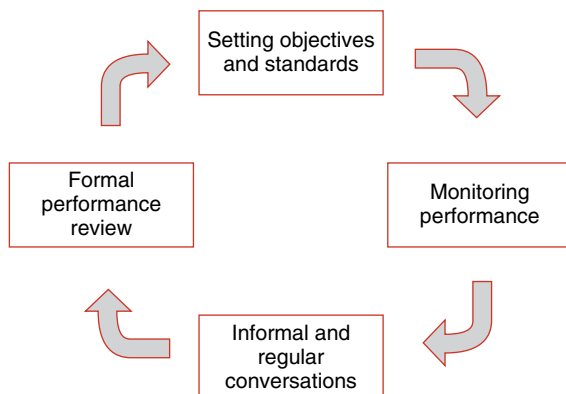 Setting objectives
and standards
Formal
performance
review
Monitoring
performance
Informal and
regular
conversations